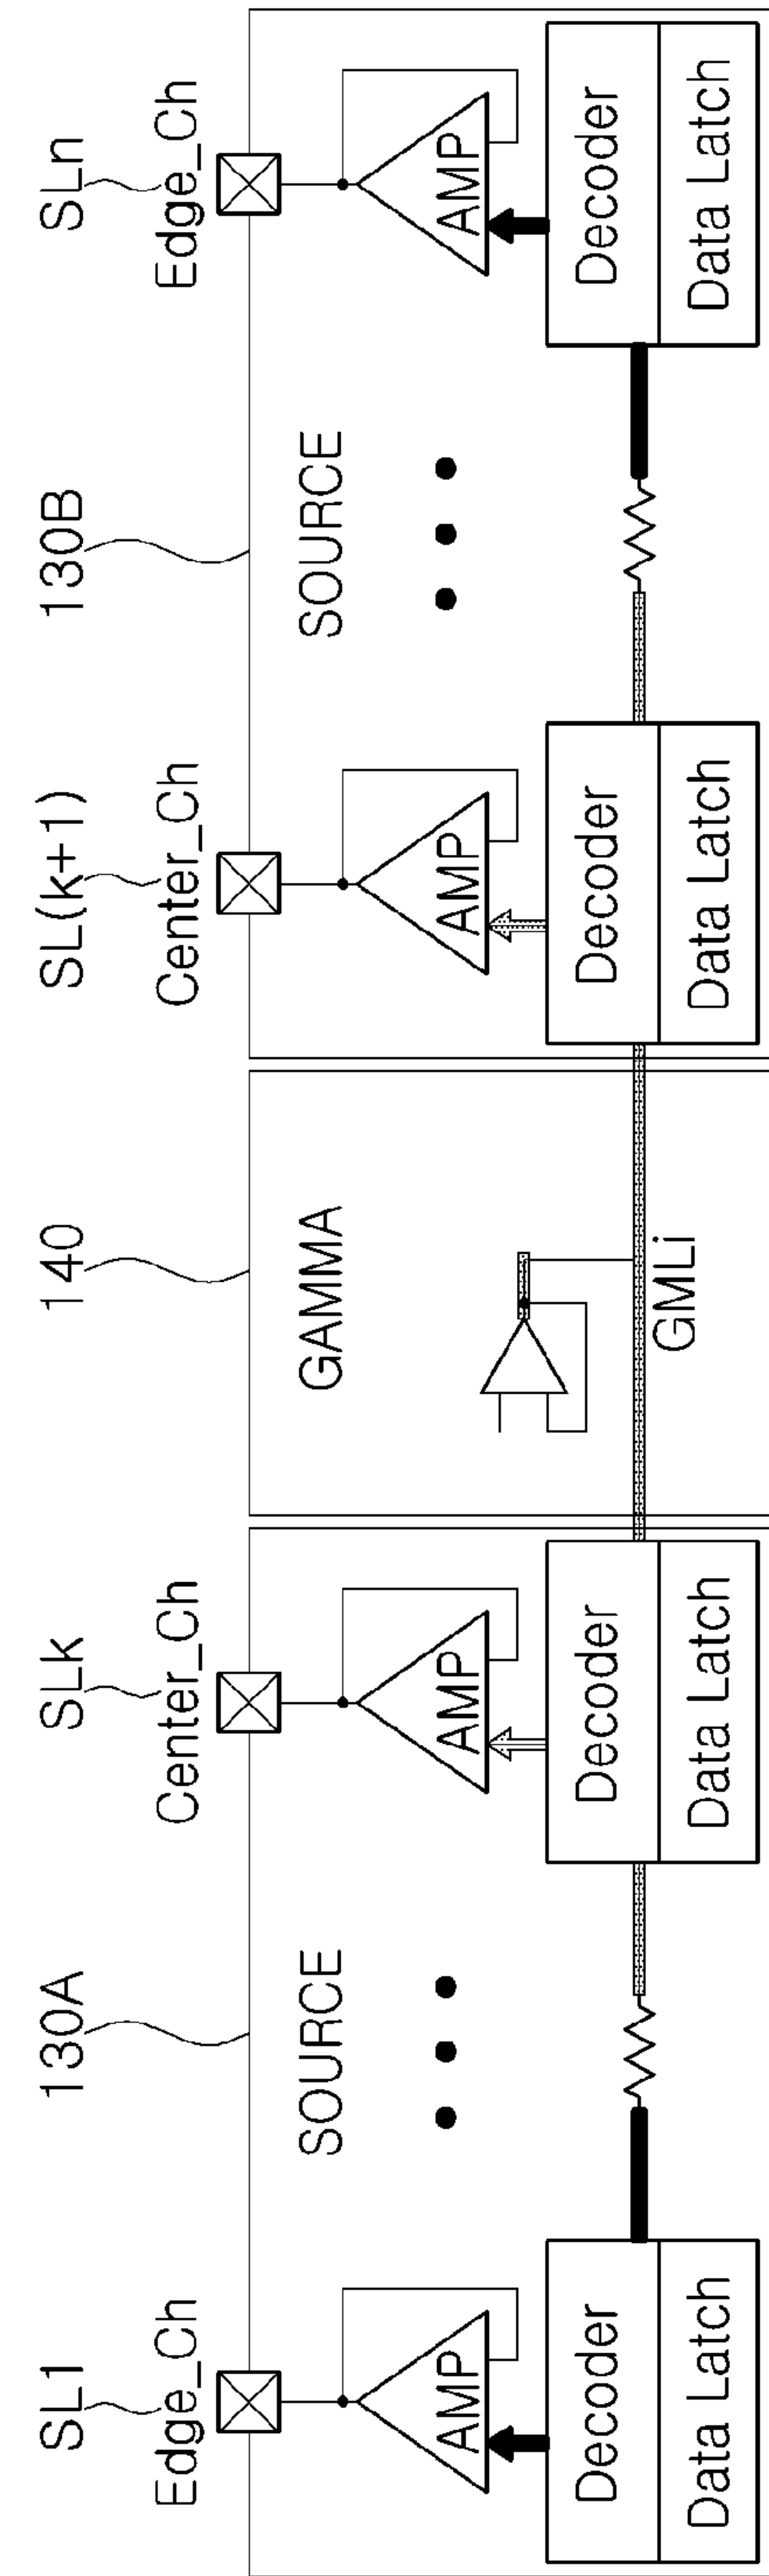 SL1
130A
SLk
140
SL(k+1)
130B
SLn
Edge_Ch
Center_Ch
Center_Ch
Edge_Ch
SOURCE
GAMMA
SOURCE
AMP
AMP
AMP
AMP
Decoder
Decoder
Decoder
Decoder
GMLi
Data Latch
Data Latch
Data Latch
Data Latch